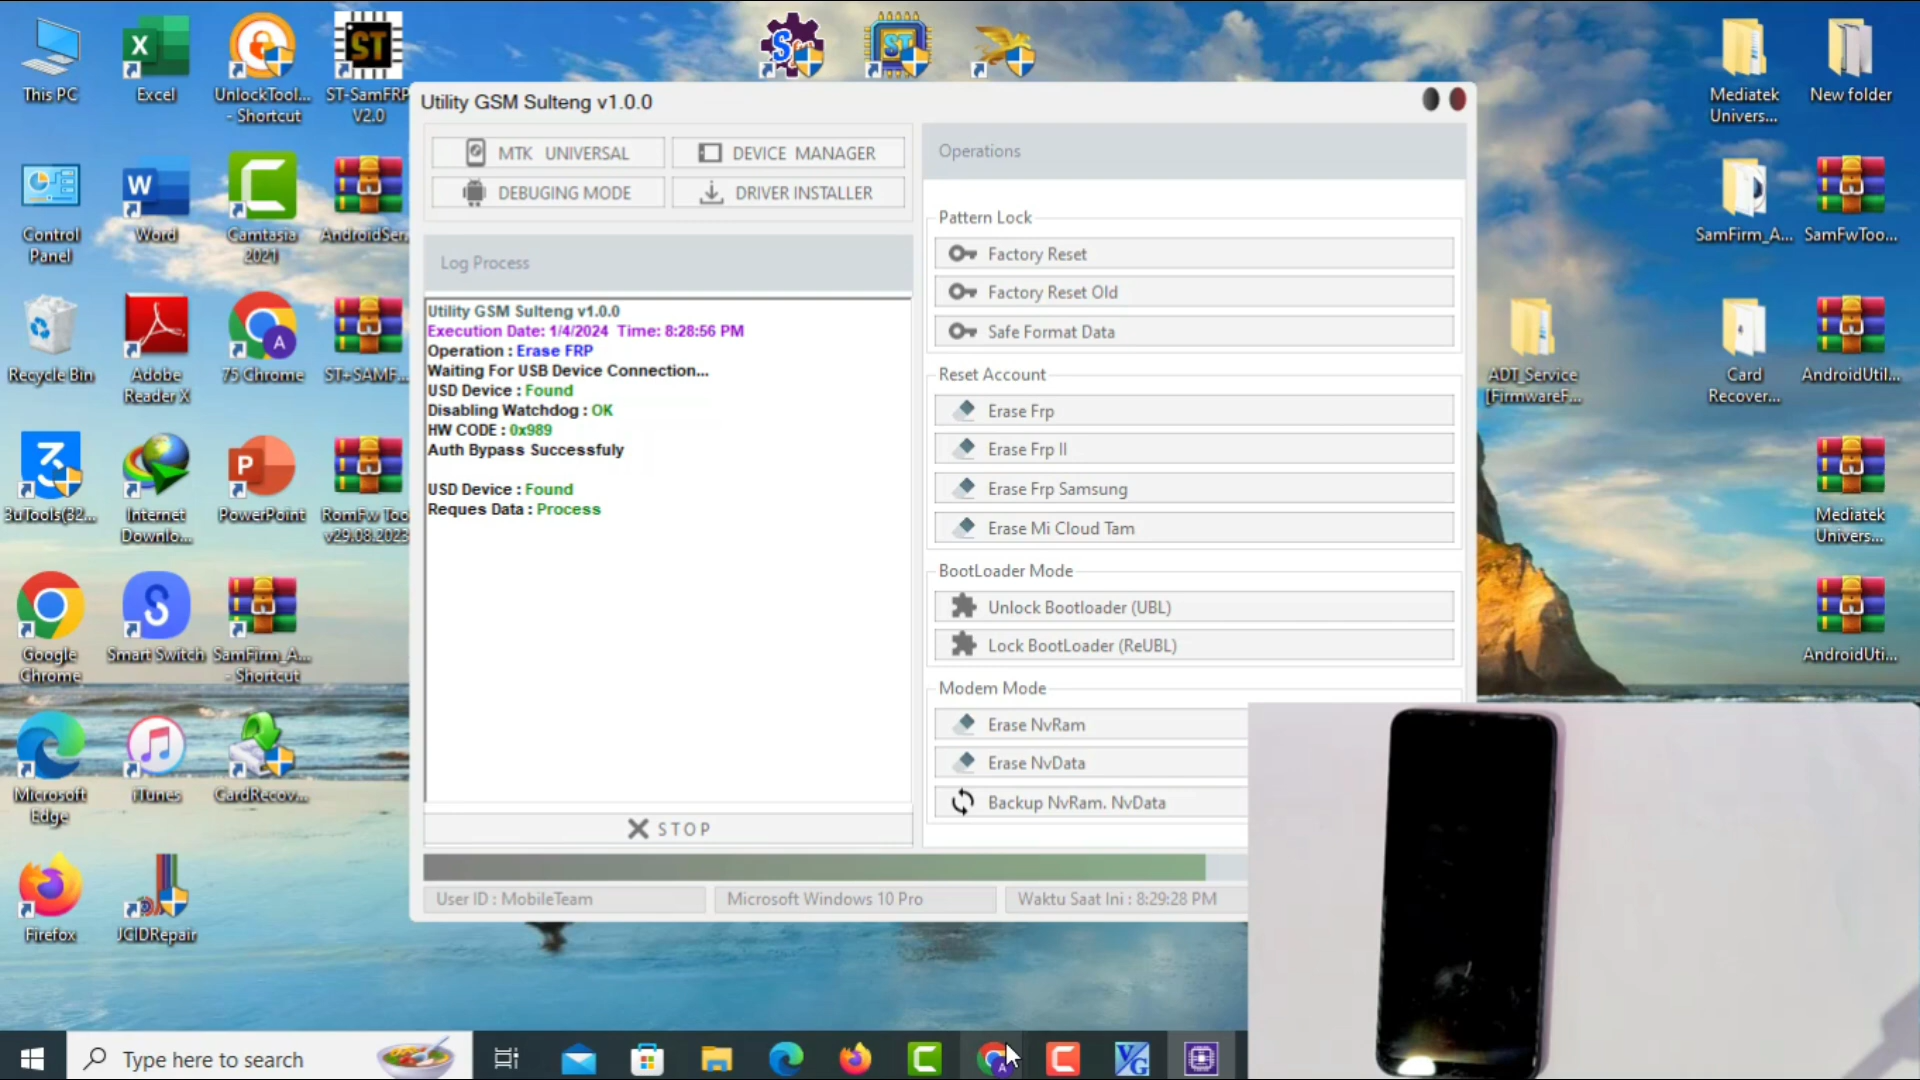 This PC
Excel
UnlockTool...
- Shortcut
ST-SamFRP
V2.0
Mediatek
Univers...
New folder
Control
Panel
Word
Camtasia
2021
AndroidSer...
SamFirm_A...
SamFwToo...
Recycle Bin
Adobe
Reader X
75 Chrome
ST+SAMF...
ADT_Service
[FirmwareF...
Card
Recover...
AndroidUtil...
3uTools(32...
Internet
Downlo...
PowerPoint
RomFw Too
v29.08.2023
Mediatek
Univers...
Google
Chrome
Smart Switch
SamFirm_A...
- Shortcut
AndroidUti...
Microsoft
Edge
iTunes
CardRecov...
Firefox
JCIDRepair
Utility GSM Sulteng v1.0.0
MTK UNIVERSAL
DEVICE MANAGER
DEBUGING MODE
DRIVER INSTALLER
Log Process
Utility GSM Sulteng v1.0.0
Execution Date: 1/4/2024 Time: 8:28:56 PM
Operation : Erase FRP
Waiting For USB Device Connection...
USD Device : Found
Disabling Watchdog : OK
HW CODE : 0x989
Auth Bypass Successfuly
USD Device : Found
Reques Data : Process
STOP
Operations
Pattern Lock
Factory Reset
Factory Reset Old
Safe Format Data
Reset Account
Erase Frp
Erase Frp II
Erase Frp Samsung
Erase Mi Cloud Tam
BootLoader Mode
Unlock Bootloader (UBL)
Lock BootLoader (ReUBL)
Modem Mode
Erase NvRam
Erase NvData
Backup NvRam. NvData
User ID : MobileTeam
Microsoft Windows 10 Pro
Waktu Saat Ini : 8:29:28 PM
Type here to search